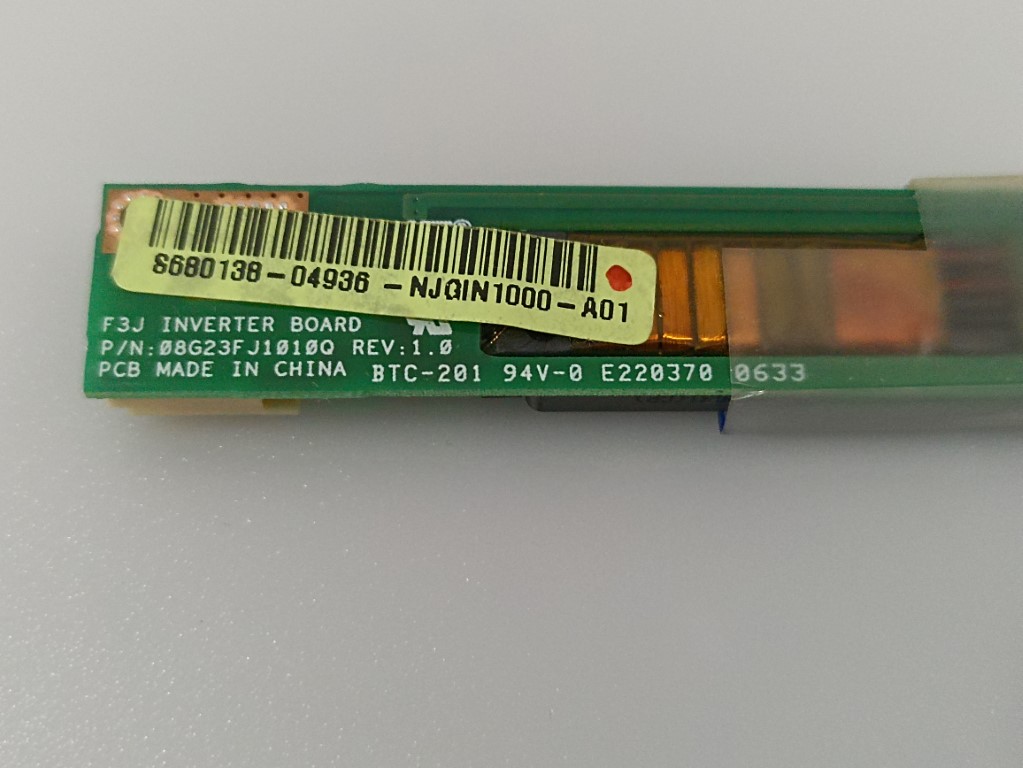 S680138-04936 -NJQIN1000-A01
F3J INVERTER BOARD
P/N:08G23FJ1010Q REV:1.0
PCB MADE IN CHINA BTC-201 94V-0 E220370 0633